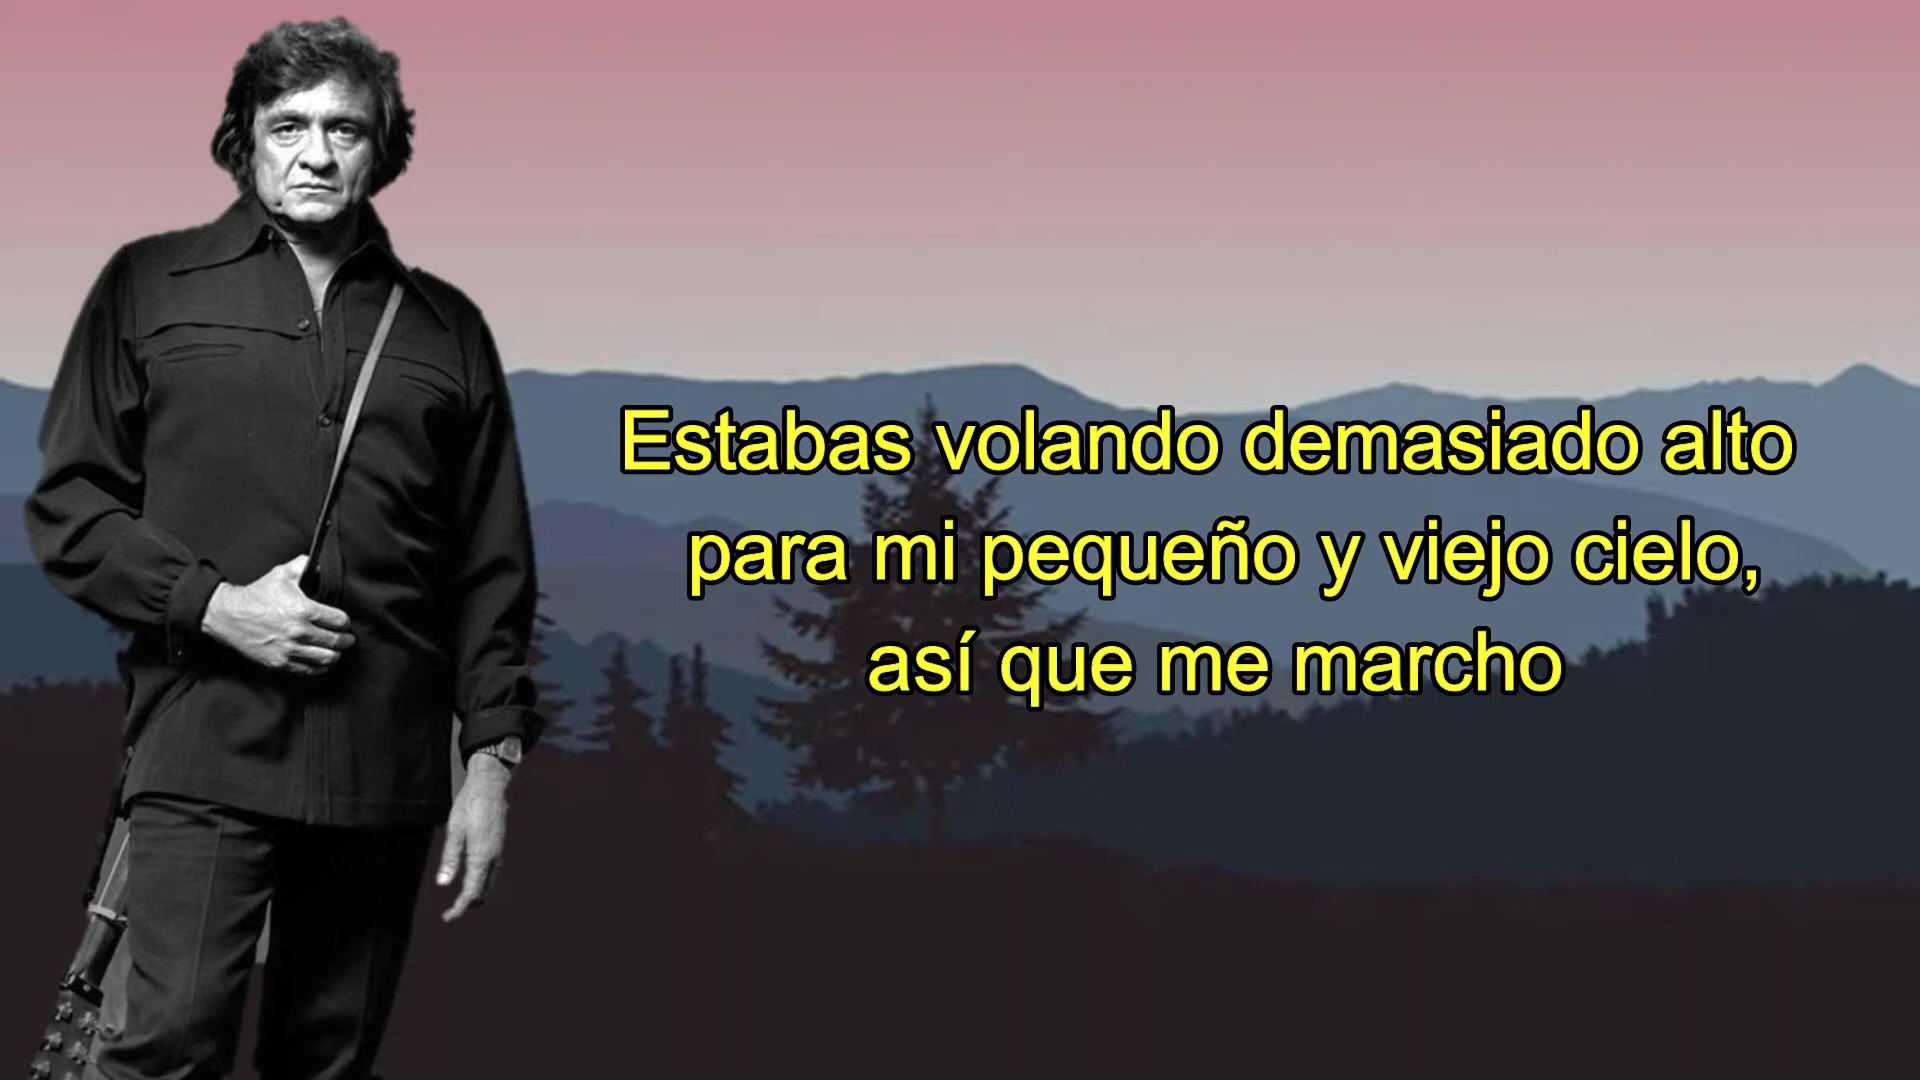 Estabas volando demasiado alto
para mi pequeño y viejo cielo,
así que me marcho